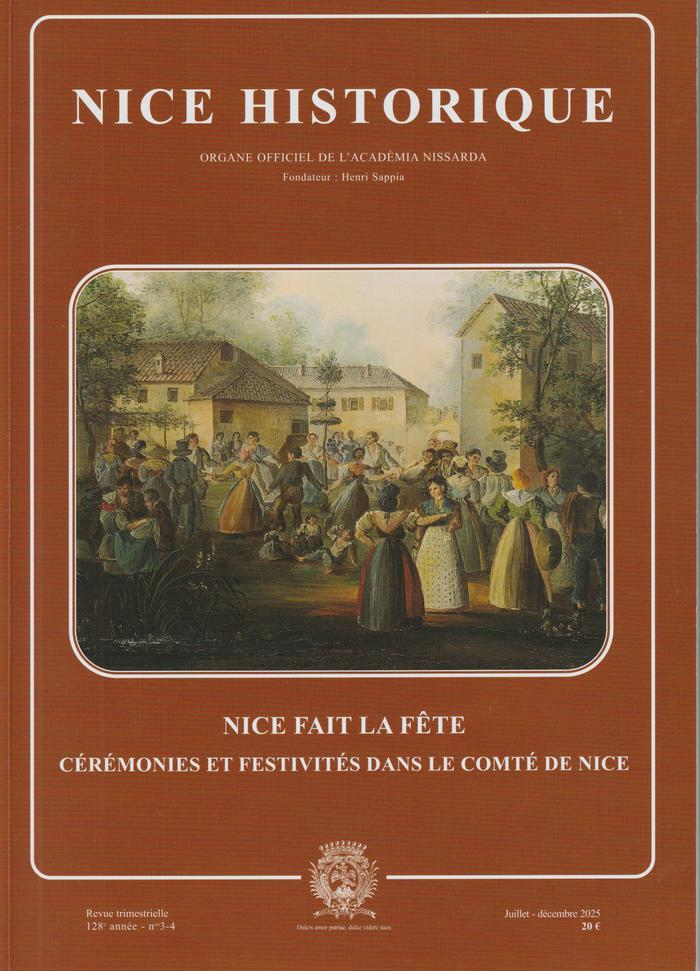 NICE HISTORIQUE
ORGANE OFFICIEL DE L'ACADÈMIA NISSARDA
Fondateur : Henri Sappia
NICE FAIT LA FÊTE
CÉRÉMONIES ET FESTIVITÉS DANS LE COMTÉ DE NICE
Revue trimestrielle
128e année - nos 3-4
Dulcis amor patriae, dulce videre suos
Juillet - décembre 2025
20 €